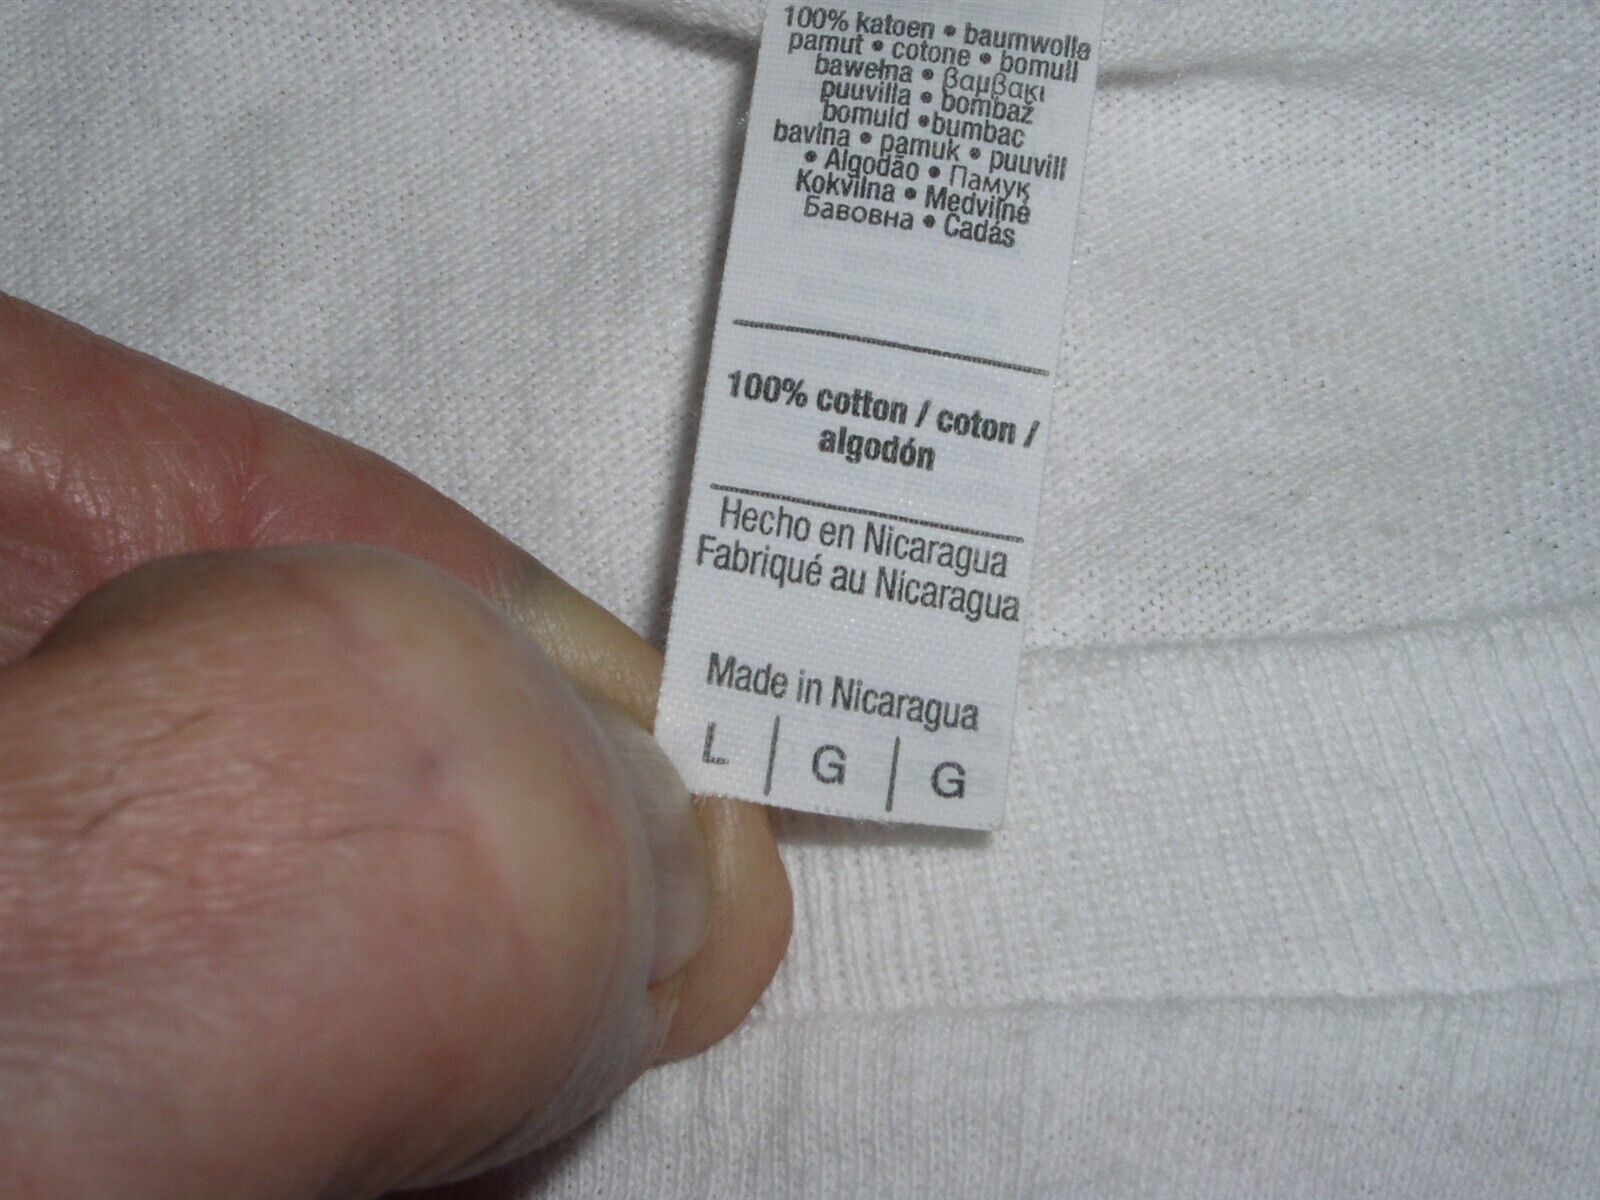 100% katoen • baumwolle
pamut • cotone • bomull
bawełna • βαμβακι
puuvilla • bombaž
bomuld •bumbac
bavlna • pamuk • puuvill
• Algodão • Памук
Kokvilna • Medvilnė
Бавовна • Cadás
100% cotton / coton /
algodón
Hecho en Nicaragua
Fabriqué au Nicaragua
Made in Nicaragua
L | G | G